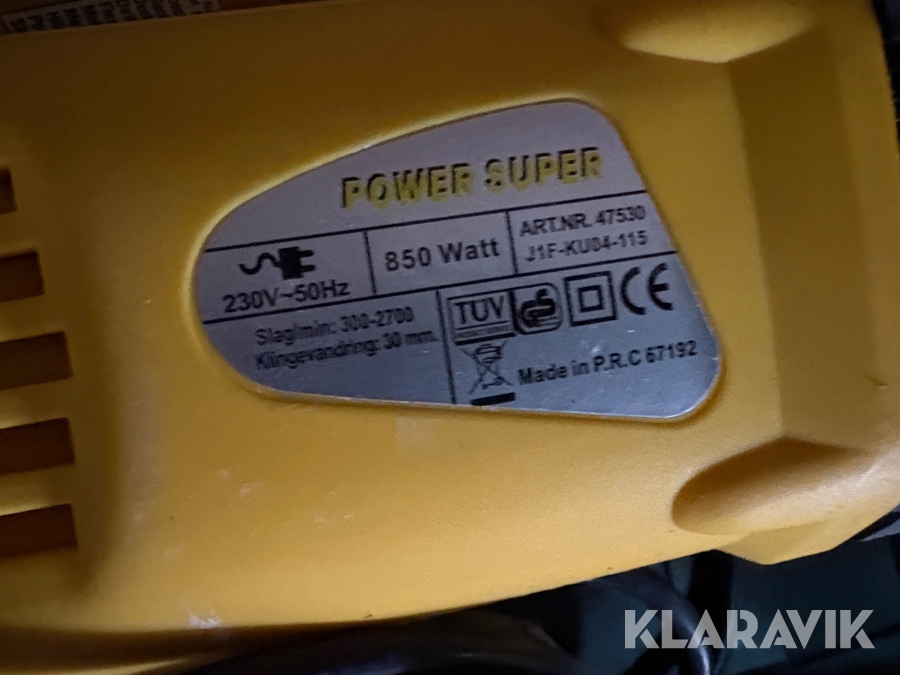 POWER SUPER
230V~50Hz
850 Watt
ART.NR. 47530
J1F-KU04-115
Slag/min: 300-2700
Klingevandring: 30 mm.
TÜV
GS
CE
Made in P.R.C 67192
KLARAVIK